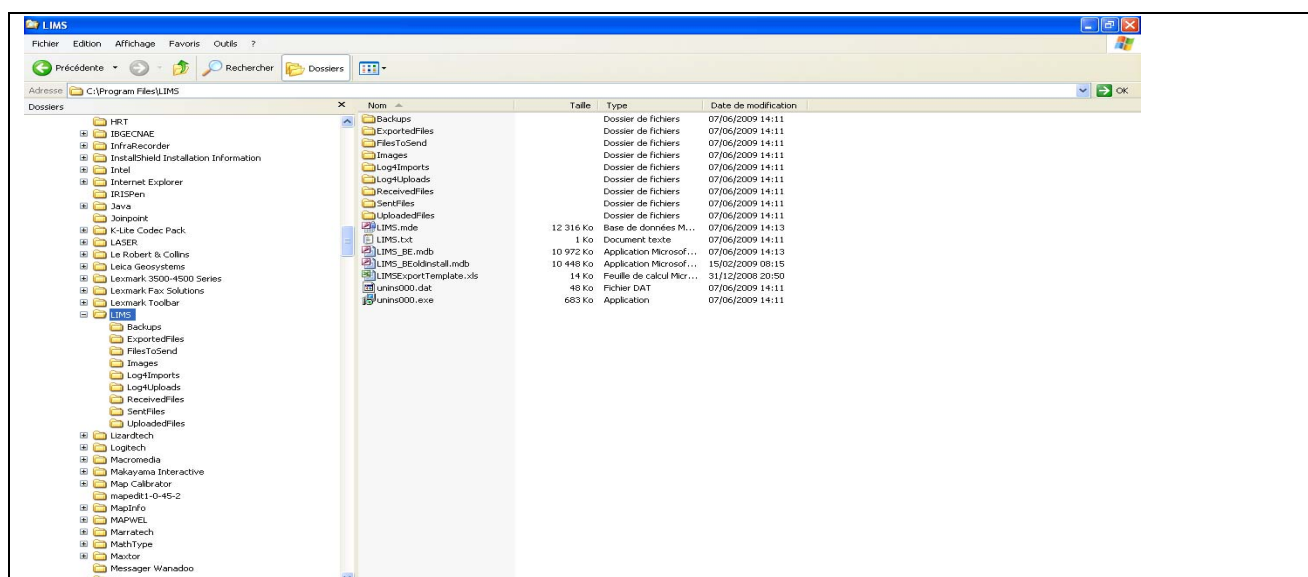 LIMS
Fichier Edition Affichage Favoris Outils ?
Précédente Rechercher Dossiers
Adresse C:\Program Files\LIMS OK
Dossiers
HRT
IBGECNAE
InfraRecorder
InstallShield Installation Information
Intel
Internet Explorer
IRISPen
Java
Joinpoint
K-Lite Codec Pack
LASER
Le Robert & Collins
Leica Geosystems
Lexmark 3500-4500 Series
Lexmark Fax Solutions
Lexmark Toolbar
LIMS
Backups
ExportedFiles
FilesToSend
Images
Log4Imports
Log4Uploads
ReceivedFiles
SentFiles
UploadedFiles
Lizardtech
Logitech
Macromedia
Makayama Interactive
Map Calibrator
mapedit1-0-45-2
MapInfo
MAPWEL
Marratech
MathType
Maxtor
Messager Wanadoo
Nom Taille Type Date de modification
Backups Dossier de fichiers 07/06/2009 14:11
ExportedFiles Dossier de fichiers 07/06/2009 14:11
FilesToSend Dossier de fichiers 07/06/2009 14:11
Images Dossier de fichiers 07/06/2009 14:11
Log4Imports Dossier de fichiers 07/06/2009 14:11
Log4Uploads Dossier de fichiers 07/06/2009 14:11
ReceivedFiles Dossier de fichiers 07/06/2009 14:11
SentFiles Dossier de fichiers 07/06/2009 14:11
UploadedFiles Dossier de fichiers 07/06/2009 14:11
LIMS.mde 12 316 Ko Base de données M... 07/06/2009 14:13
LIMS.txt 1 Ko Document texte 07/06/2009 14:11
LIMS_BE.mdb 10 972 Ko Application Microsof... 07/06/2009 14:13
LIMS_BEoldinstall.mdb 10 448 Ko Application Microsof... 15/02/2009 08:15
LIMSExportTemplate.xls 14 Ko Feuille de calcul Micr... 31/12/2008 20:50
unins000.dat 48 Ko Fichier DAT 07/06/2009 14:11
unins000.exe 683 Ko Application 07/06/2009 14:11